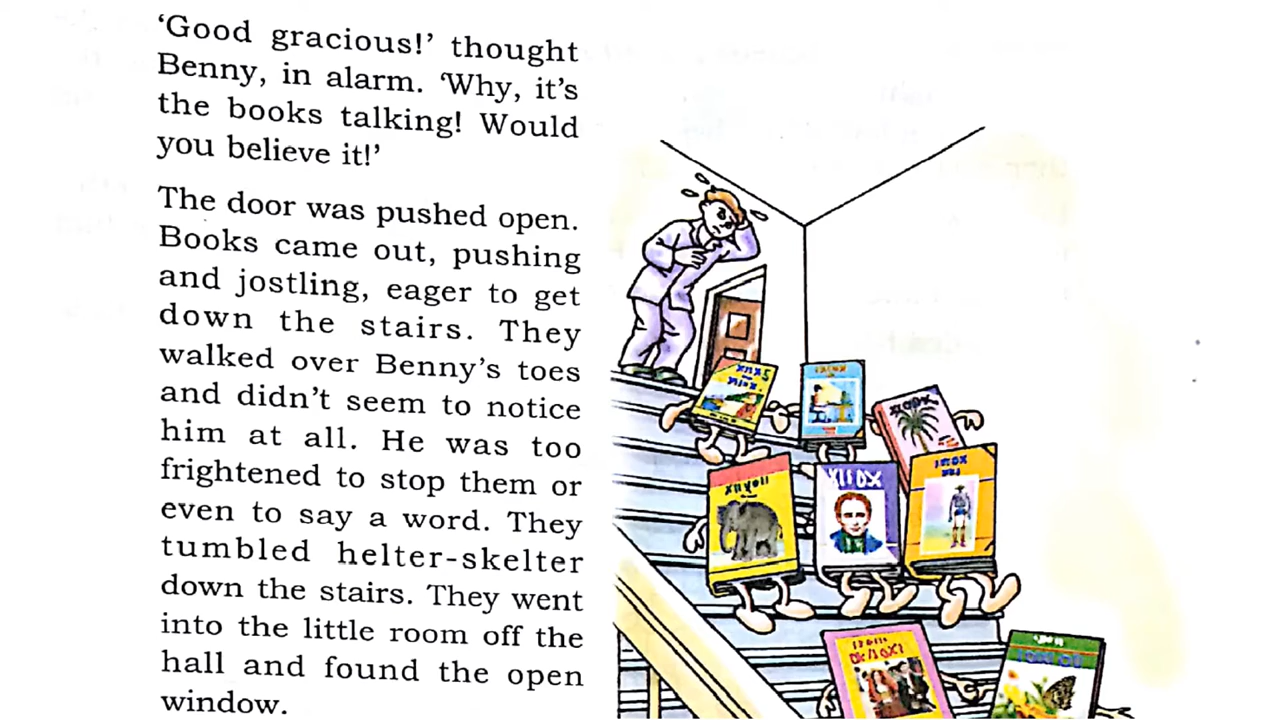 ‘Good gracious!’ thought
Benny, in alarm. ‘Why, it’s
the books talking! Would
you believe it!’
The door was pushed open.
Books came out, pushing
and jostling, eager to get
down the stairs. They
walked over Benny’s toes
and didn’t seem to notice
him at all. He was too
frightened to stop them or
even to say a word. They
tumbled helter-skelter
down the stairs. They went
into the little room off the
hall and found the open
window.